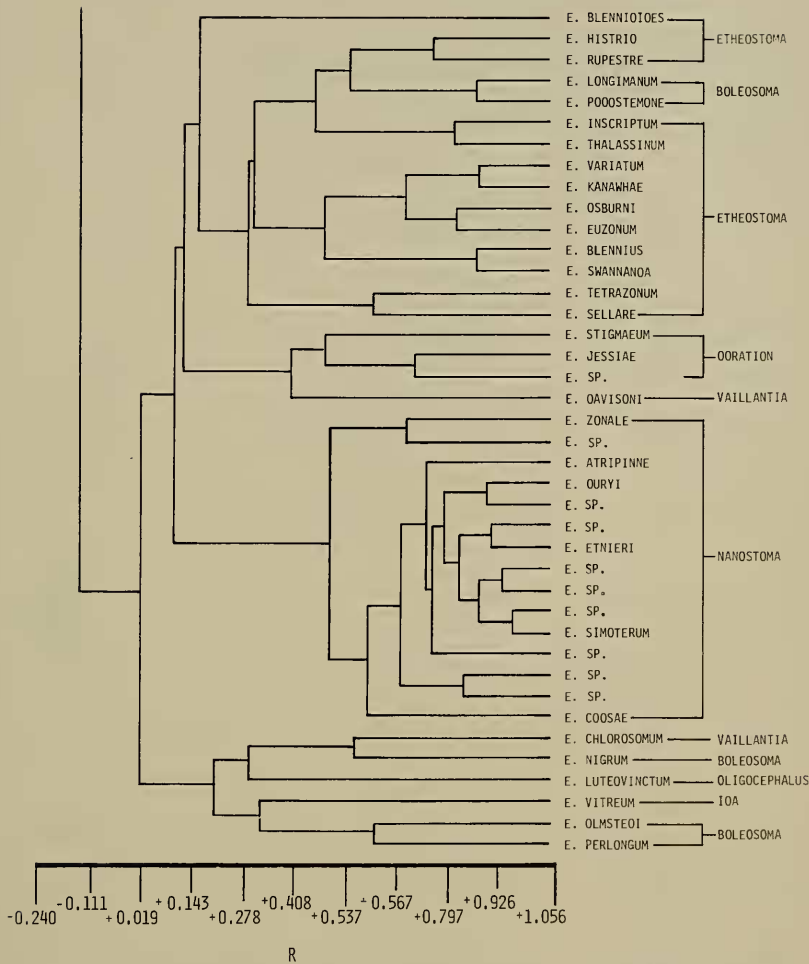 E. BLENNIOIOES
ETHEOSTOMA
E. HISTRIO
E. RUPESTRE
E. LONGIMANUM
BOLEOSOMA
E. POOOSTEMONE
E. INSCRIPTUM
E. THALASSINUM
E. VARIATUM
E. KANAWHAE
E. OSBURNI
ETHEOSTOMA
E. EUZONUM
E. BLENNIUS
E. SWANNANOA
E. TETRAZONUM
E. SELLARE
E. STIGMAEUM
E. JESSIAE
OORATION
E. SP.
E. OAVISONI
VAILLANTIA
E. ZONALE
E. SP.
E. ATRIPINNE
E. OURYI
E. SP.
E. SP.
E. ETNIERI
NANOSTOMA
E. SP.
E. SP.
E. SP.
E. SIMOTERUM
E. SP.
E. SP.
E. SP.
E. COOSAE
E. CHLOROSOMUM
VAILLANTIA
E. NIGRUM
BOLEOSOMA
E. LUTEOVINCTUM
OLIGOCEPHALUS
E. VITREUM
IOA
E. OLMSTEOI
BOLEOSOMA
E. PERLONGUM
-0.111 +0.143 +0.408 +0.567 +0.926
-0.240 +0.019 +0.278 +0.537 +0.797 +1.056
R